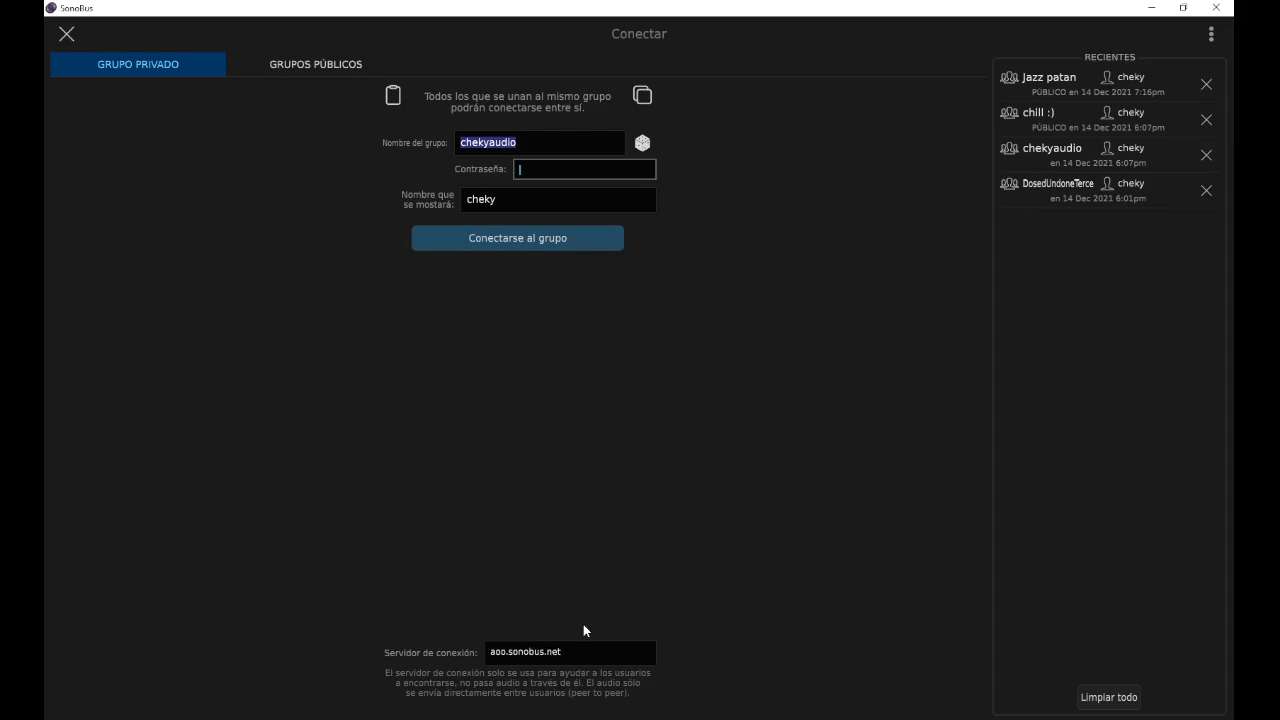 SonoBus
Conectar
GRUPO PRIVADO
GRUPOS PÚBLICOS
Todos los que se unan al mismo grupo
podrán conectarse entre sí.
Nombre del grupo: chekyaudio
Contraseña:
Nombre que
se mostará: cheky
Conectarse al grupo
Servidor de conexión: aoo.sonobus.net
El servidor de conexión solo se usa para ayudar a los usuarios
a encontrarse, no pasa audio a través de él. El audio sólo
se envía directamente entre usuarios (peer to peer).
RECIENTES
Jazz patan cheky
PÚBLICO en 14 Dec 2021 7:16pm
chill :) cheky
PÚBLICO en 14 Dec 2021 6:07pm
chekyaudio cheky
en 14 Dec 2021 6:07pm
DosedUndoneTerce cheky
en 14 Dec 2021 6:01pm
Limpiar todo